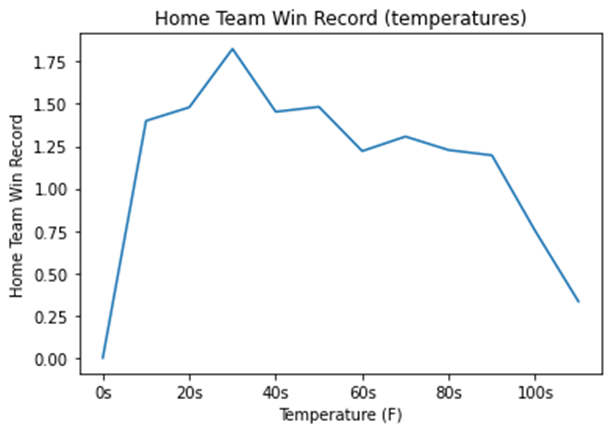 Home Team Win Record (temperatures)
Home Team Win Record
1.75
1.50
1.25
1.00
0.75
0.50
0.25
0.00
0s
20s
40s
60s
80s
100s
Temperature (F)